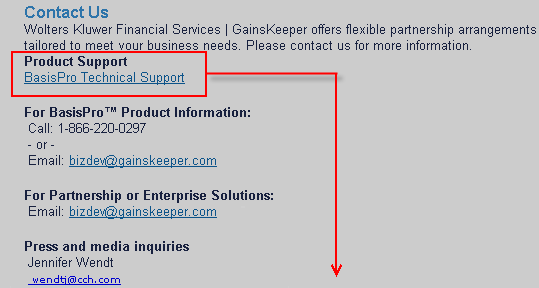 Contact Us
Wolters Kluwer Financial Services | GainsKeeper offers flexible partnership arrangements
tailored to meet your business needs. Please contact us for more information.
Product Support
BasisPro Technical Support
For BasisPro™ Product Information:
Call: 1-866-220-0297
- or -
Email: bizdev@gainskeeper.com
For Partnership or Enterprise Solutions:
Email: bizdev@gainskeeper.com
Press and media inquiries
Jennifer Wendt
wendtj@cch.com